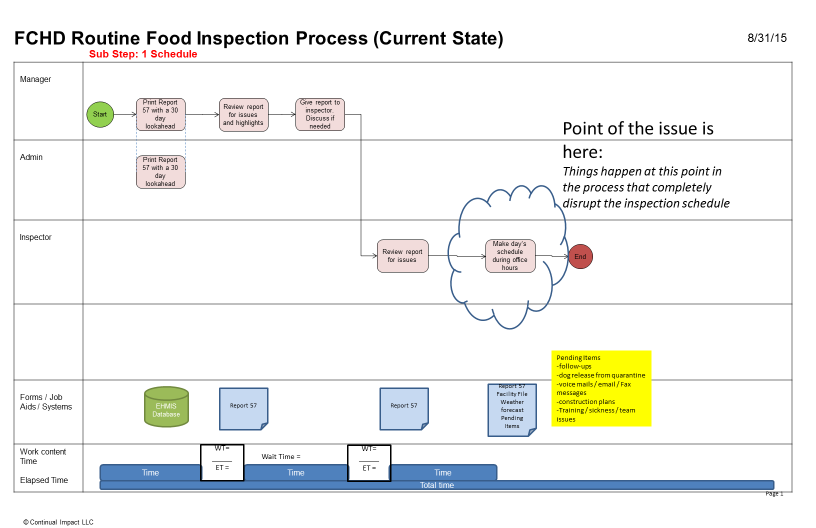 FCHD Routine Food Inspection Process (Current State)
8/31/15
Sub Step: 1 Schedule
Manager
Start
Print Report
57 with a 30
day
lookahead
Review report
for issues
and highlights
Give report to
inspector.
Discuss if
needed
Point of the issue is
here:
Things happen at this point in
the process that completely
disrupt the inspection schedule
Admin
Print Report
57 with a 30
day
lookahead
Inspector
Review report
for issues
Make day's
schedule
during office
hours
End
Pending Items
-follow-ups
-dog release from quarantine
-voice mails / email / Fax
messages
-construction plans
-Training / sickness / team
issues
Forms / Job
Aids / Systems
EHMIS
Database
Report 57
Report 57
Report 57
Facility File
Weather
forecast
Pending
Items
Work content
Time
WT=
ET =
Wait Time =
WT=
ET =
Time
Time
Time
Elapsed Time
Total time
Page 1
© Continual Impact LLC